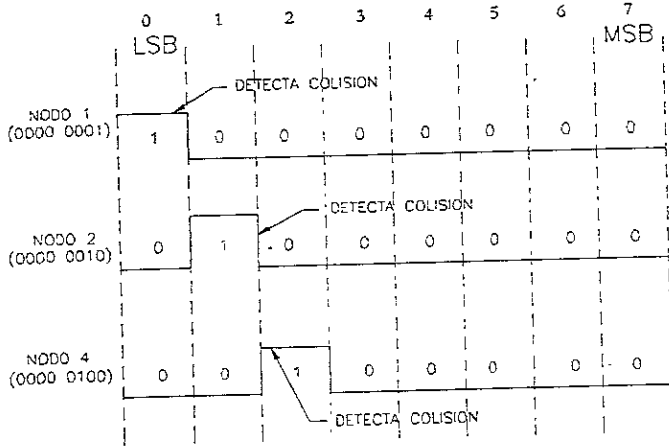 0 1 2 3 4 5 6 7
LSB MSB
DETECTA COLISION
NODO 1
(0000 0001)
1 0 0 0 0 0 0 0
DETECTA COLISION
NODO 2
(0000 0010)
0 1 0 0 0 0 0 0
NODO 4
(0000 0100)
0 0 1 0 0 0 0 0
DETECTA COLISION